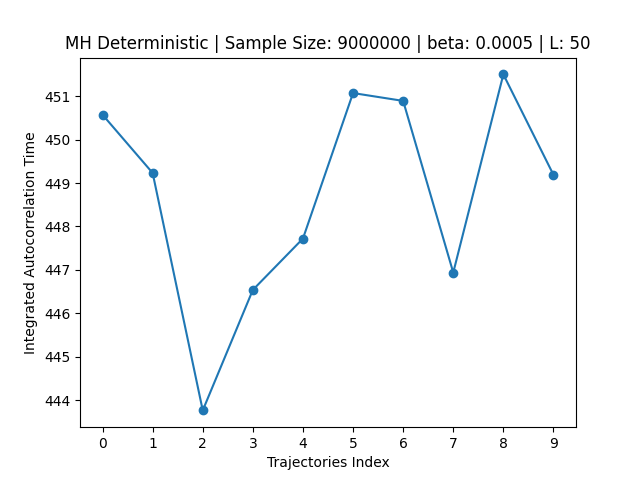 MH Deterministic | Sample Size: 9000000 | beta: 0.0005 | L: 50
451
450
449
448
447
446
445
444
Integrated Autocorrelation Time
0 1 2 3 4 5 6 7 8 9
Trajectories Index